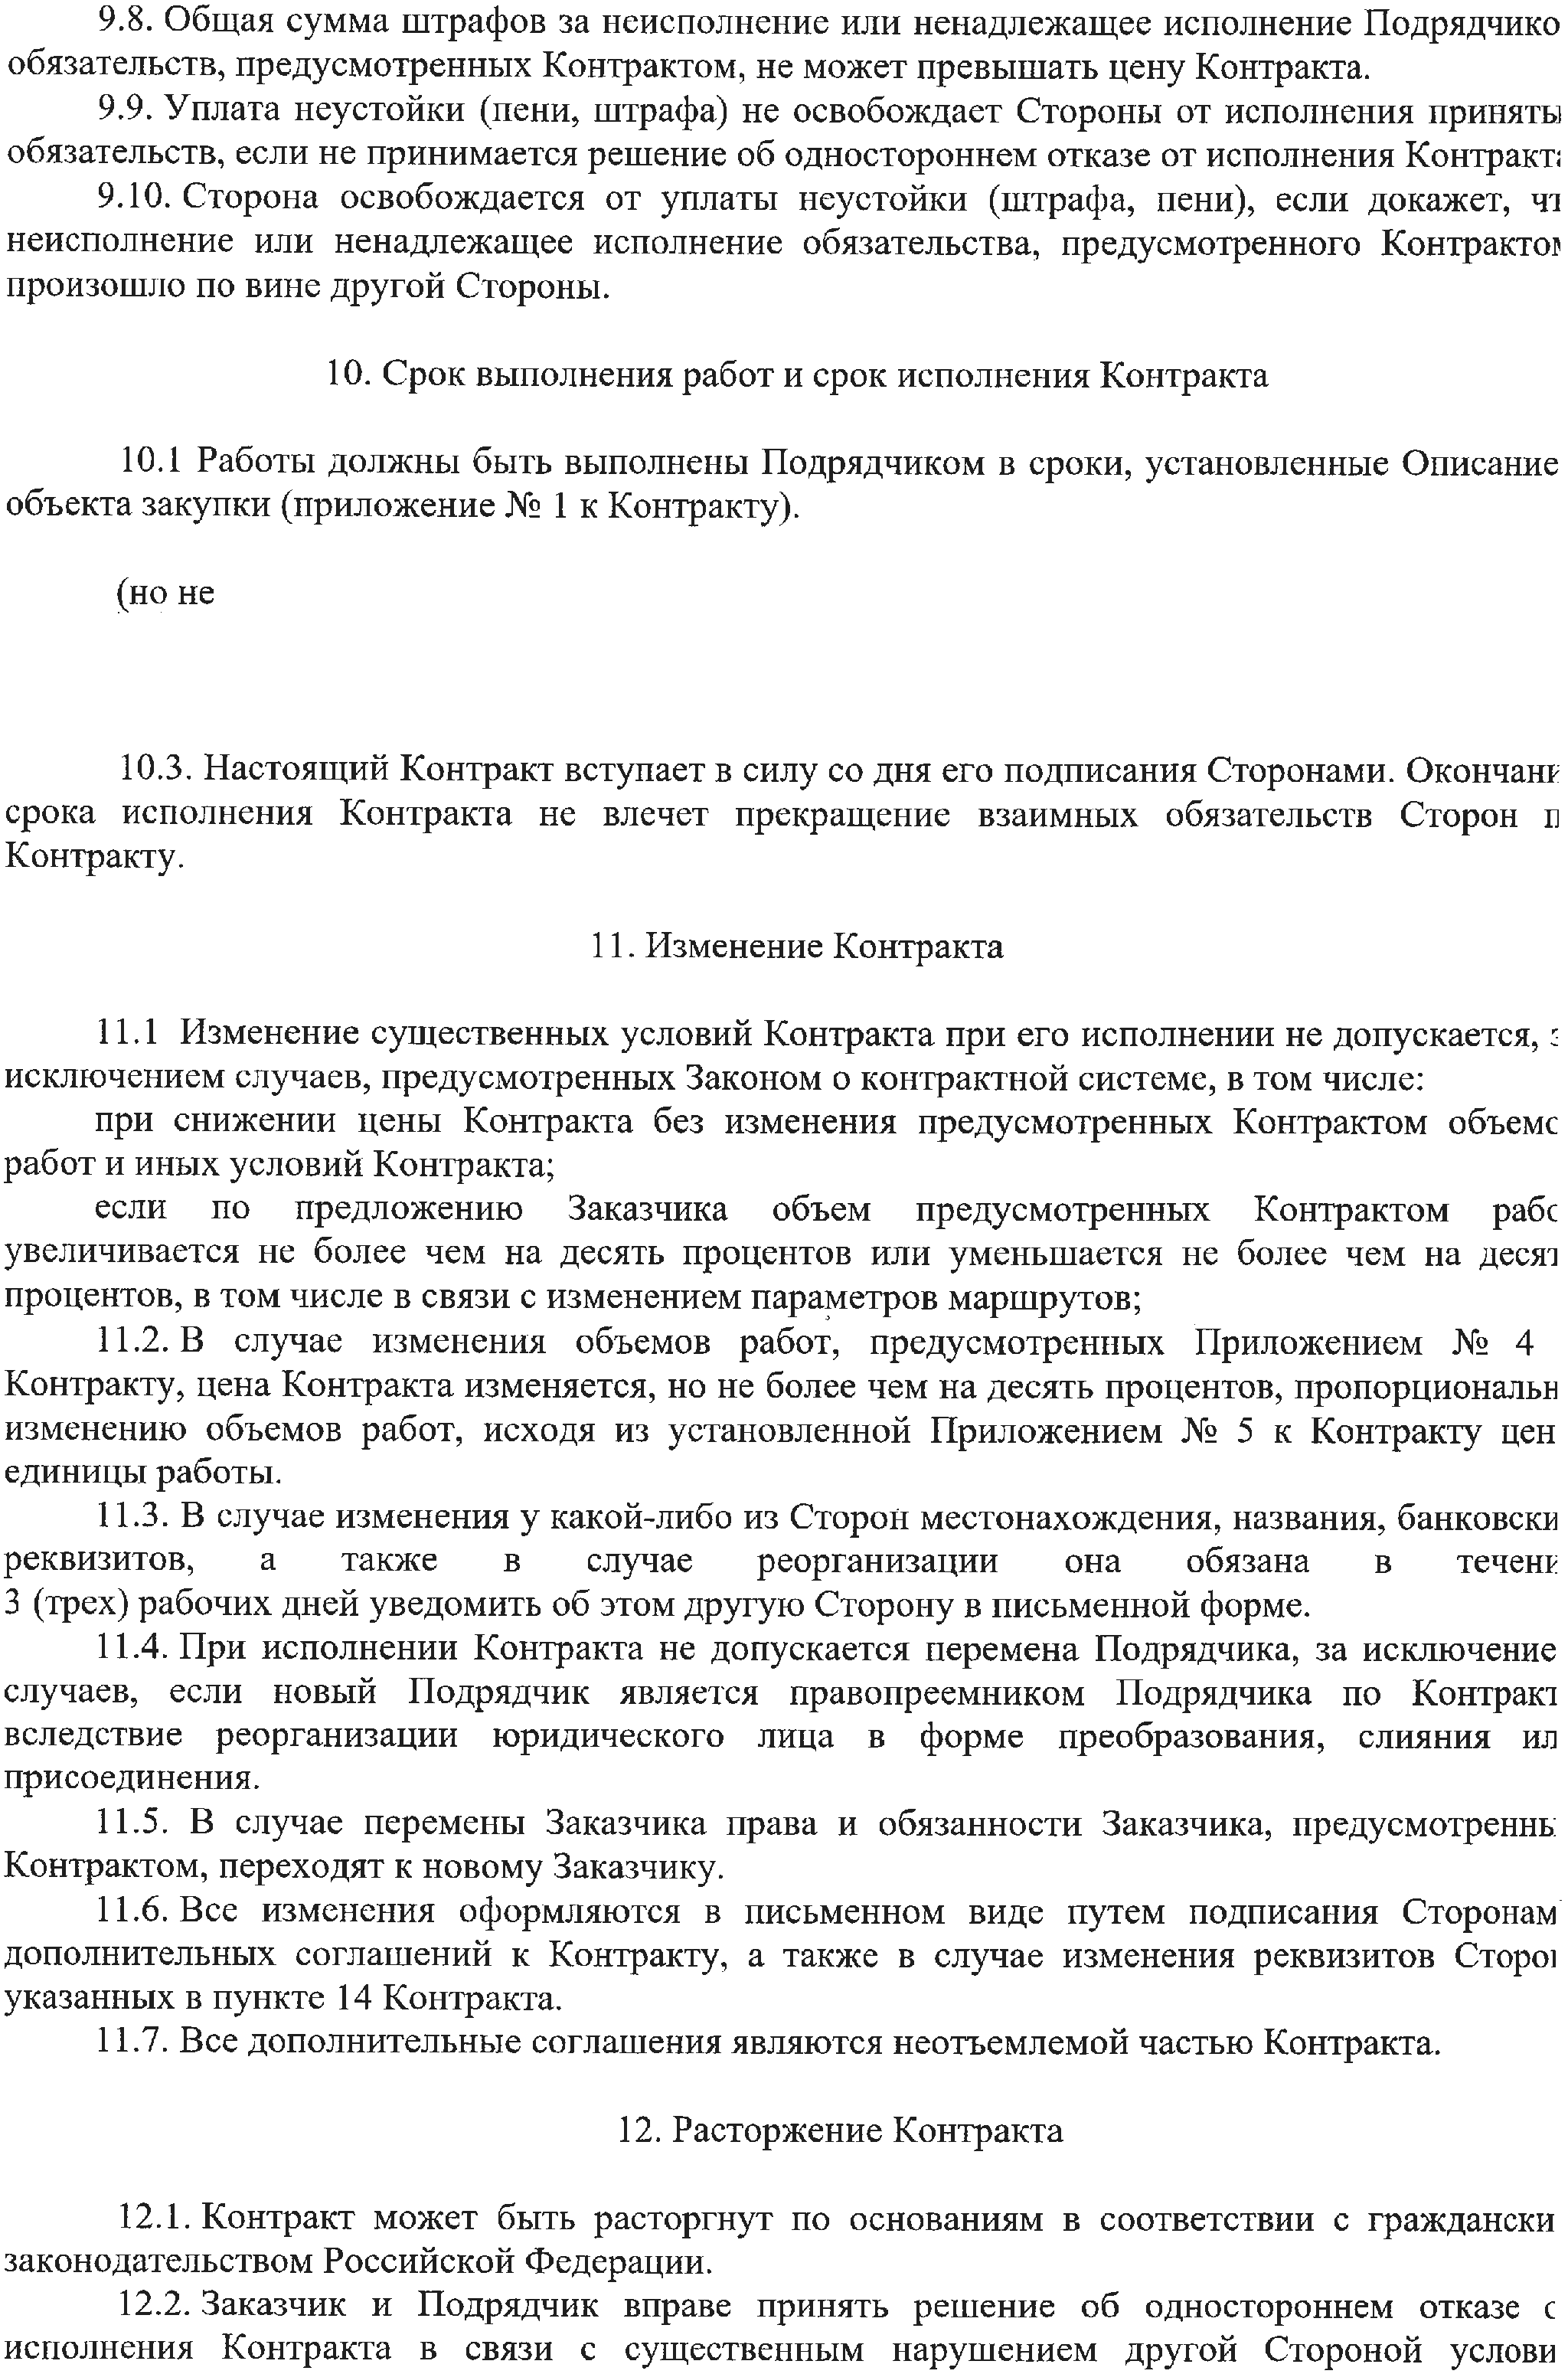 9.8. Общая сумма штрафов за неисполнение или ненадлежащее исполнение Подрядчико
обязательств, предусмотренных Контрактом, не может превышать цену Контракта.
9.9. Уплата неустойки (пени, штрафа) не освобождает Стороны от исполнения приняты
обязательств, если не принимается решение об одностороннем отказе от исполнения Контракта
9.10. Сторона освобождается от уплаты неустойки (штрафа, пени), если докажет, чт
неисполнение или ненадлежащее исполнение обязательства, предусмотренного Контрактом
произошло по вине другой Стороны.
10. Срок выполнения работ и срок исполнения Контракта
10.1 Работы должны быть выполнены Подрядчиком в сроки, установленные Описание
объекта закупки (приложение № 1 к Контракту).
(но не
10.3. Настоящий Контракт вступает в силу со дня его подписания Сторонами. Окончани
срока исполнения Контракта не влечет прекращение взаимных обязательств Сторон п
Контракту.
11. Изменение Контракта
11.1 Изменение существенных условий Контракта при его исполнении не допускается, з
исключением случаев, предусмотренных Законом о контрактной системе, в том числе:
при снижении цены Контракта без изменения предусмотренных Контрактом объемо
работ и иных условий Контракта;
если по предложению Заказчика объем предусмотренных Контрактом рабо
увеличивается не более чем на десять процентов или уменьшается не более чем на десят
процентов, в том числе в связи с изменением параметров маршрутов;
11.2. В случае изменения объемов работ, предусмотренных Приложением № 4
Контракту, цена Контракта изменяется, но не более чем на десять процентов, пропорциональн
изменению объемов работ, исходя из установленной Приложением № 5 к Контракту цен
единицы работы.
11.3. В случае изменения у какой-либо из Сторон местонахождения, названия, банковски
реквизитов, а также в случае реорганизации она обязана в течени
3 (трех) рабочих дней уведомить об этом другую Сторону в письменной форме.
11.4. При исполнении Контракта не допускается перемена Подрядчика, за исключение
случаев, если новый Подрядчик является правопреемником Подрядчика по Контракт
вследствие реорганизации юридического лица в форме преобразования, слияния ил
присоединения.
11.5. В случае перемены Заказчика права и обязанности Заказчика, предусмотренны
Контрактом, переходят к новому Заказчику.
11.6. Все изменения оформляются в письменном виде путем подписания Сторонам
дополнительных соглашений к Контракту, а также в случае изменения реквизитов Сторон
указанных в пункте 14 Контракта.
11.7. Все дополнительные соглашения являются неотъемлемой частью Контракта.
12. Расторжение Контракта
12.1. Контракт может быть расторгнут по основаниям в соответствии с граждански
законодательством Российской Федерации.
12.2. Заказчик и Подрядчик вправе принять решение об одностороннем отказе о
исполнения Контракта в связи с существенным нарушением другой Стороной услови